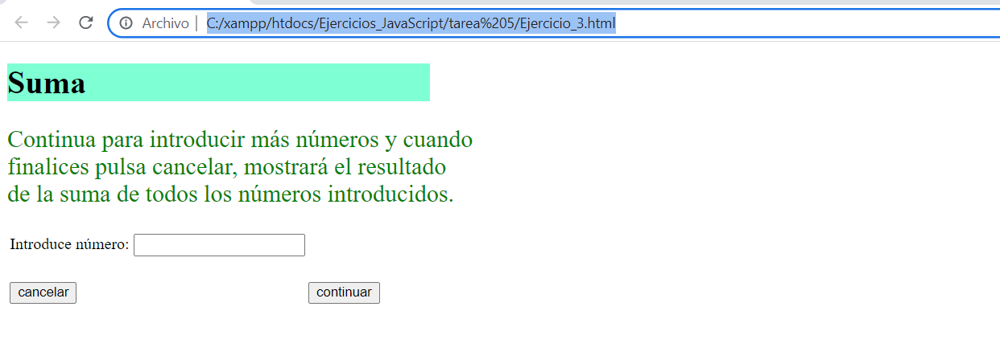 Archivo | C:/xampp/htdocs/Ejercicios_JavaScript/tarea%205/Ejercicio_3.html
Suma
Continua para introducir más números y cuando
finalices pulsa cancelar, mostrará el resultado
de la suma de todos los números introducidos.
Introduce número:
cancelar continuar